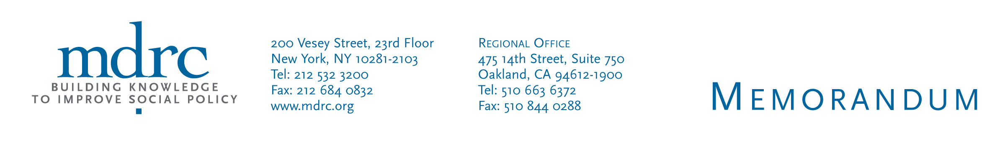 mdrc
BUILDING KNOWLEDGE
TO IMPROVE SOCIAL POLICY
200 Vesey Street, 23rd Floor
New York, NY 10281-2103
Tel: 212 532 3200
Fax: 212 684 0832
www.mdrc.org
REGIONAL OFFICE
475 14th Street, Suite 750
Oakland, CA 94612-1900
Tel: 510 663 6372
Fax: 510 844 0288
MEMORANDUM